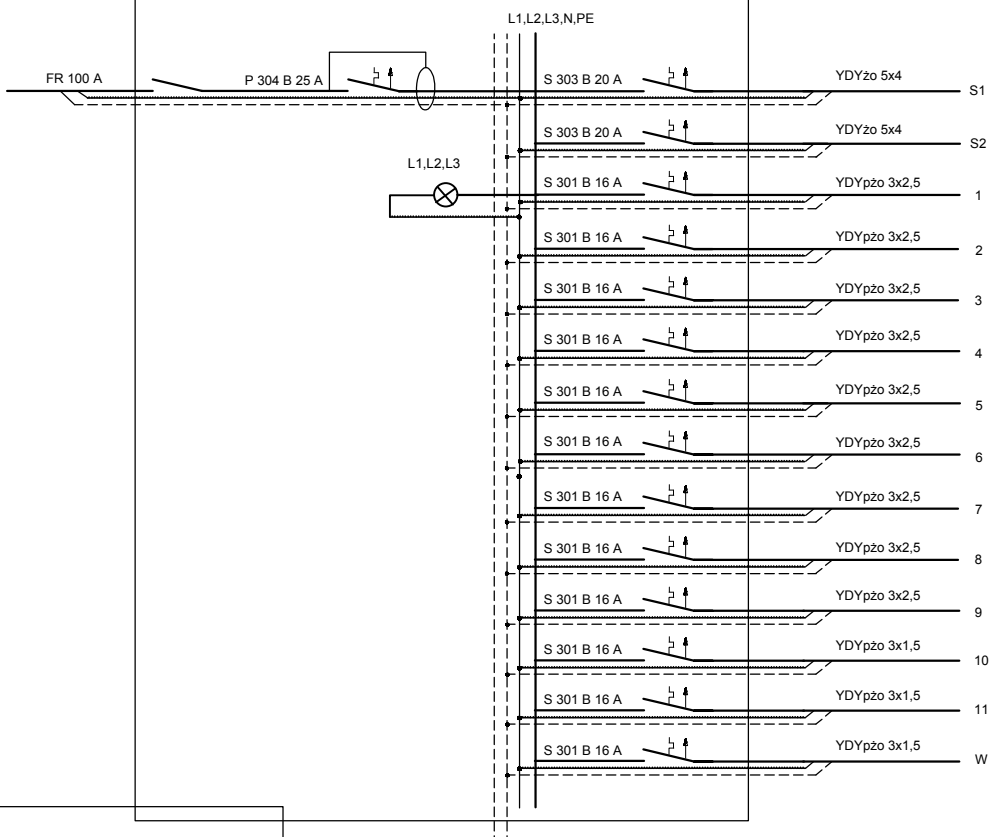 L1,L2,L3,N,PE
FR 100 A P 304 B 25 A S 303 B 20 A YDYżo 5x4 S1
S 303 B 20 A YDYżo 5x4 S2
L1,L2,L3
S 301 B 16 A YDYpżo 3x2,5 1
S 301 B 16 A YDYpżo 3x2,5 2
S 301 B 16 A YDYpżo 3x2,5 3
S 301 B 16 A YDYpżo 3x2,5 4
S 301 B 16 A YDYpżo 3x2,5 5
S 301 B 16 A YDYpżo 3x2,5 6
S 301 B 16 A YDYpżo 3x2,5 7
S 301 B 16 A YDYpżo 3x2,5 8
S 301 B 16 A YDYpżo 3x2,5 9
S 301 B 16 A YDYpżo 3x1,5 10
S 301 B 16 A YDYpżo 3x1,5 11
S 301 B 16 A YDYpżo 3x1,5 W